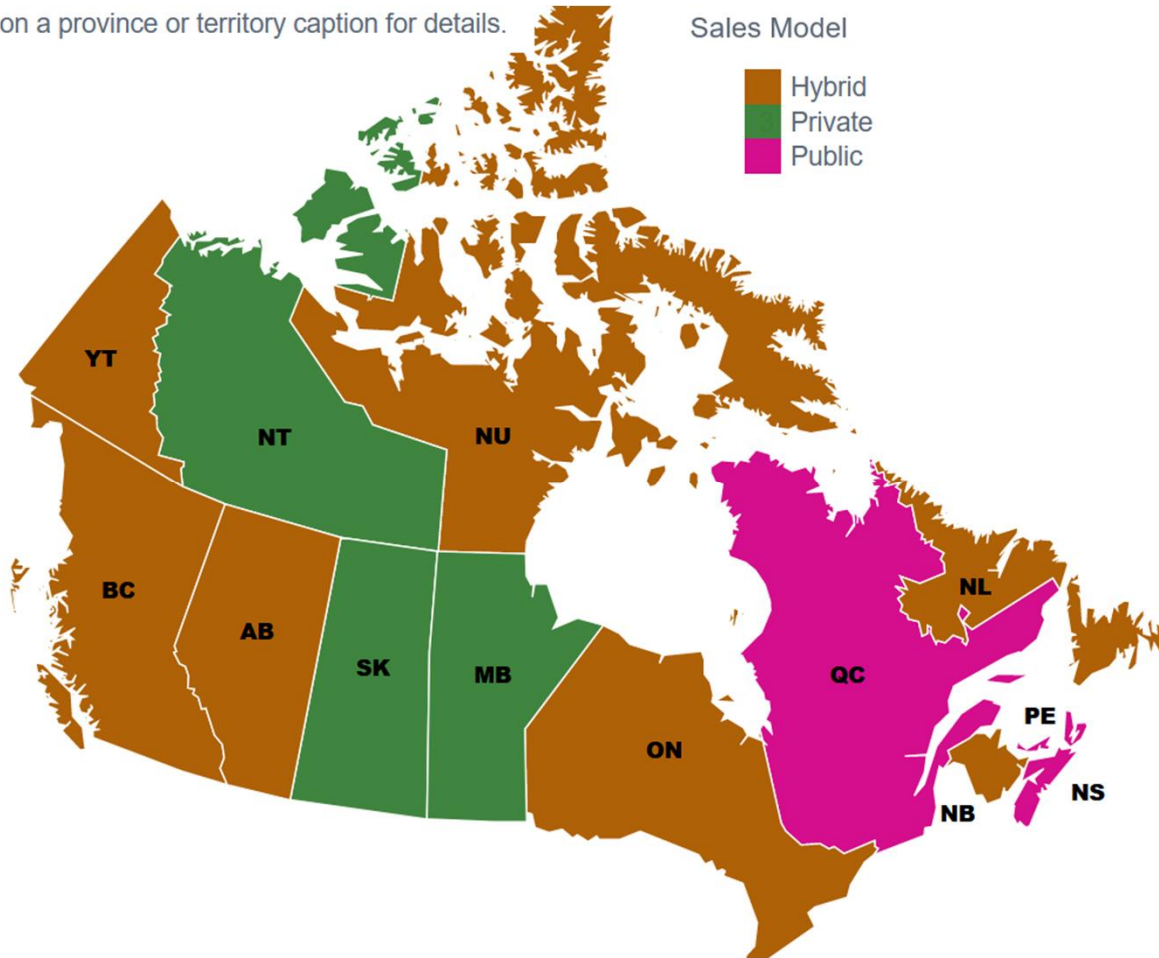 on a province or territory caption for details.
Sales Model
Hybrid
Private
Public
YT
NT
NU
BC
AB
SK
MB
ON
QC
NL
PE
NB
NS